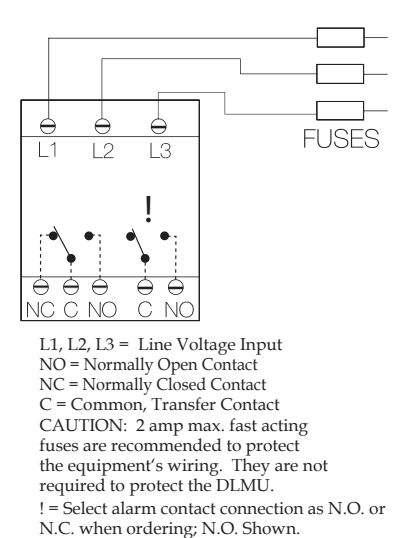 FUSES
L1 L2 L3
!
NC C NO C NO
L1, L2, L3 =  Line Voltage Input
NO = Normally Open Contact
NC = Normally Closed Contact
C = Common, Transfer Contact
CAUTION:  2 amp max. fast acting
fuses are recommended to protect
the equipment's wiring.  They are not
required to protect the DLMU.
! = Select alarm contact connection as N.O. or
N.C. when ordering; N.O. Shown.